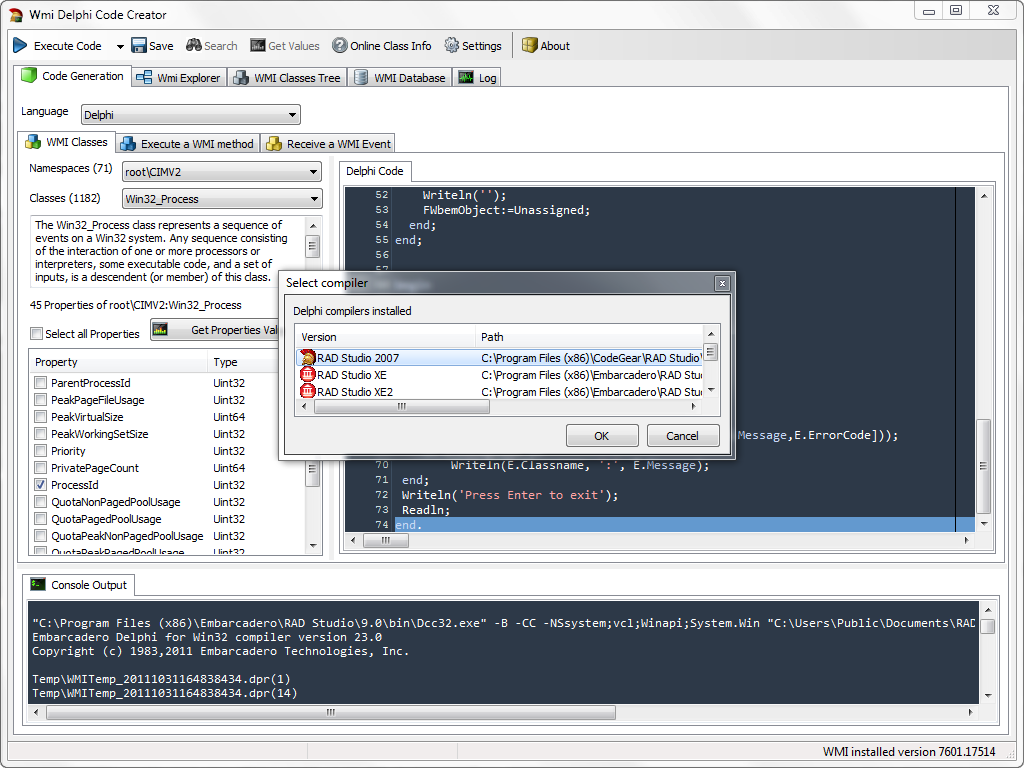 Wmi Delphi Code Creator
Execute Code Save Search Get Values Online Class Info Settings About
Code Generation Wmi Explorer WMI Classes Tree WMI Database Log
Language Delphi
WMI Classes Execute a WMI method Receive a WMI Event
Namespaces (71) root\CIMV2
Classes (1182) Win32_Process
The Win32_Process class represents a sequence of
events on a Win32 system. Any sequence consisting
of the interaction of one or more processors or
interpreters, some executable code, and a set of
inputs, is a descendent (or member) of this class.
45 Properties of root\CIMV2:Win32_Process
Select all Properties Get Properties Val
Property Type
ParentProcessId Uint32
PeakPageFileUsage Uint32
PeakVirtualSize Uint64
PeakWorkingSetSize Uint32
Priority Uint32
PrivatePageCount Uint64
ProcessId Uint32
QuotaNonPagedPoolUsage Uint32
QuotaPagedPoolUsage Uint32
QuotaPeakNonPagedPoolUsage Uint32
QuotaPeakPagedPoolUsage Uint32
Delphi Code
52 Writeln('');
53 FWbemObject:=Unassigned;
54 end;
55 end;
56
57
Select compiler
Delphi compilers installed
Version Path
RAD Studio 2007 C:\Program Files (x86)\CodeGear\RAD Studio\
RAD Studio XE C:\Program Files (x86)\Embarcadero\RAD Stu
RAD Studio XE2 C:\Program Files (x86)\Embarcadero\RAD Stu
OK Cancel
Message,E.ErrorCode]));
70 Writeln(E.Classname, ':', E.Message);
71 end;
72 Writeln('Press Enter to exit');
73 Readln;
74 end.
Console Output
"C:\Program Files (x86)\Embarcadero\RAD Studio\9.0\bin\Dcc32.exe" -B -CC -NSsystem;vcl;Winapi;System.Win "C:\Users\Public\Documents\RAD
Embarcadero Delphi for Win32 compiler version 23.0
Copyright (c) 1983,2011 Embarcadero Technologies, Inc.
Temp\WMITemp_20111031164838434.dpr(1)
Temp\WMITemp_20111031164838434.dpr(14)
WMI installed version 7601.17514